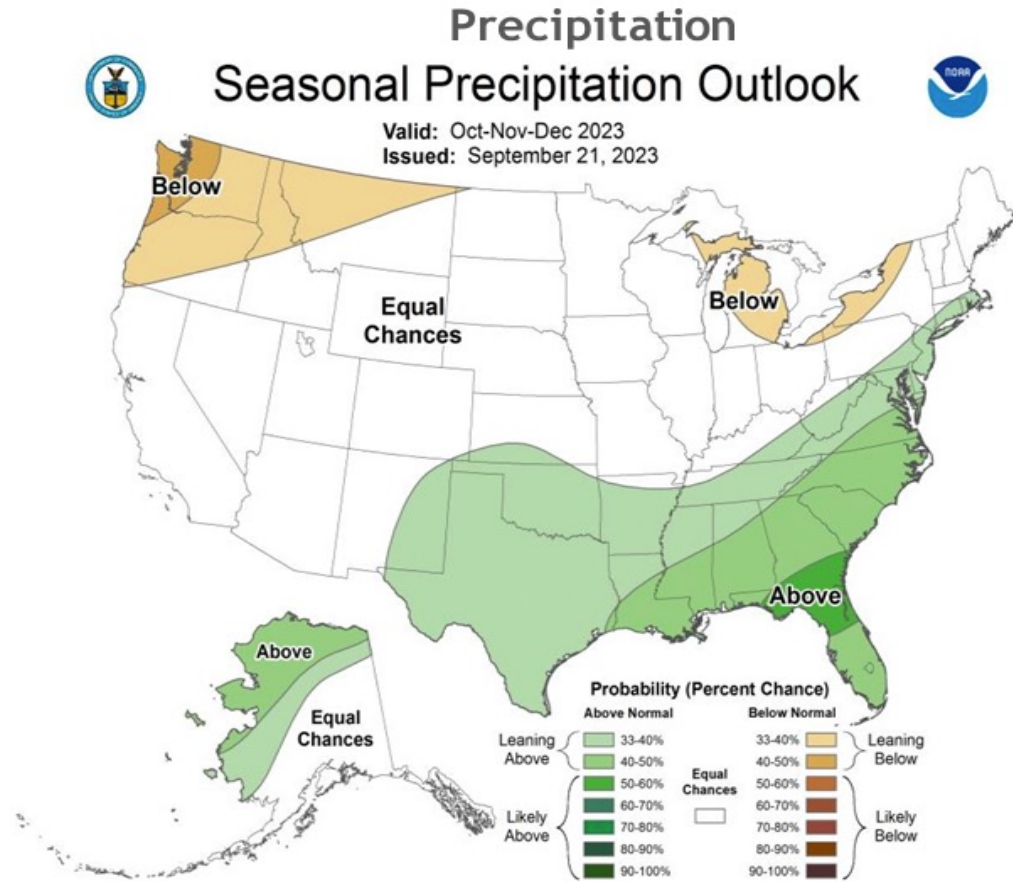 Precipitation
NOAA
Seasonal Precipitation Outlook
Valid: Oct-Nov-Dec 2023
Issued: September 21, 2023
Below
Equal
Chances
Below
Above
Above
Equal
Chances
Probability (Percent Chance)
Above Normal Below Normal
Leaning
Above
33-40%
40-50%
Likely
Above
50-60%
60-70%
70-80%
80-90%
90-100%
Equal
Chances
33-40%
40-50%
Leaning
Below
50-60%
60-70%
70-80%
80-90%
90-100%
Likely
Below